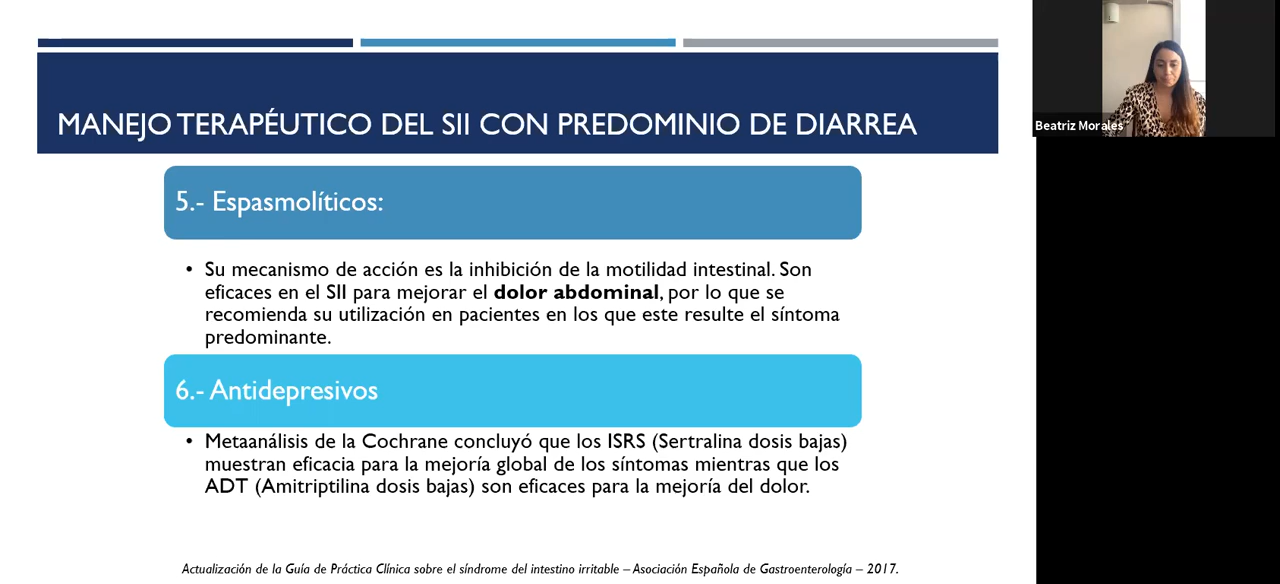 MANEJO TERAPÉUTICO DEL SII CON PREDOMINIO DE DIARREA
5.- Espasmolíticos:
• Su mecanismo de acción es la inhibición de la motilidad intestinal. Son
eficaces en el SII para mejorar el dolor abdominal, por lo que se
recomienda su utilización en pacientes en los que este resulte el síntoma
predominante.
6.- Antidepresivos
• Metaanálisis de la Cochrane concluyó que los ISRS (Sertralina dosis bajas)
muestran eficacia para la mejoría global de los síntomas mientras que los
ADT (Amitriptilina dosis bajas) son eficaces para la mejoría del dolor.
Actualización de la Guía de Práctica Clínica sobre el síndrome del intestino irritable – Asociación Española de Gastroenterología – 2017.
Beatriz Morales